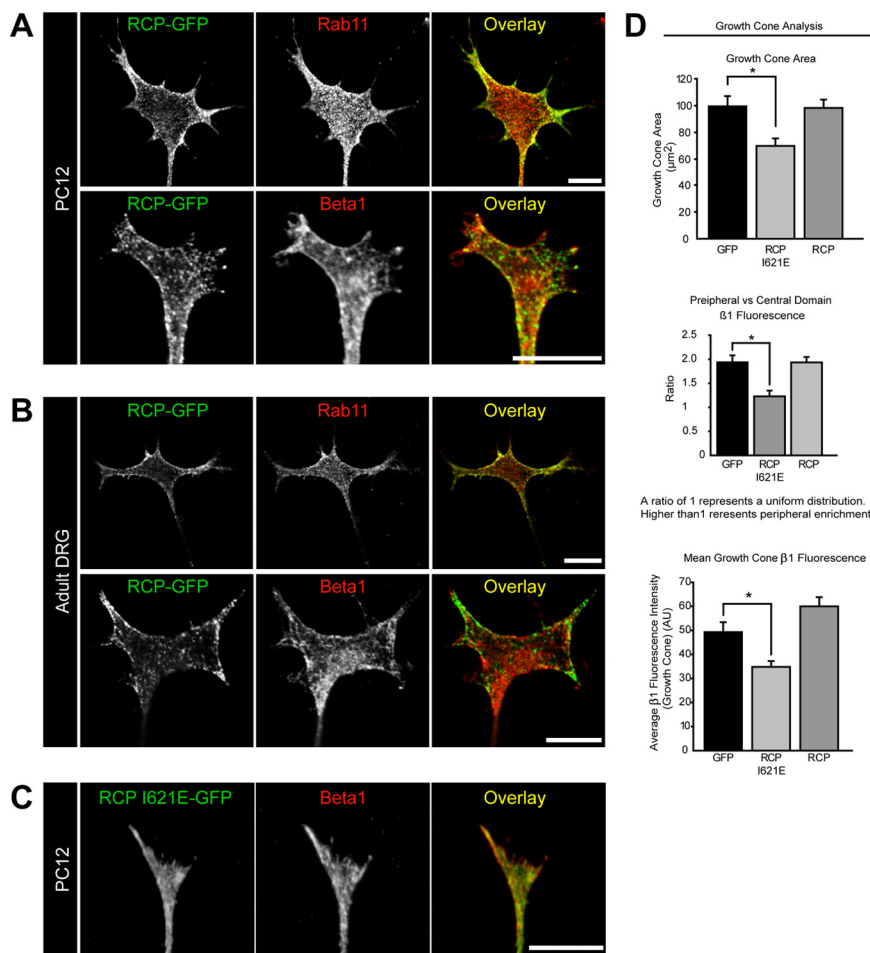 A
RCP-GFP
Rab11
Overlay
PC12
RCP-GFP
Beta1
Overlay
B
RCP-GFP
Rab11
Overlay
Adult DRG
RCP-GFP
Beta1
Overlay
C
RCP I621E-GFP
Beta1
Overlay
PC12
D
Growth Cone Analysis
Growth Cone Area
Growth Cone Area
(µm2)
120
100
80
60
40
20
0
*
GFP RCP RCP
I621E
Preipheral vs Central Domain
ß1 Fluorescence
Ratio
2.5
2.0
1.5
1
0.5
0
*
GFP RCP RCP
I621E
A ratio of 1 represents a uniform distribution.
Higher than1 reresents peripheral enrichment
Mean Growth Cone β1 Fluorescence
Average β1 Fluorescence Intensity
(Growth Cone) (AU)
70
60
50
40
30
20
10
0
*
GFP RCP RCP
I621E